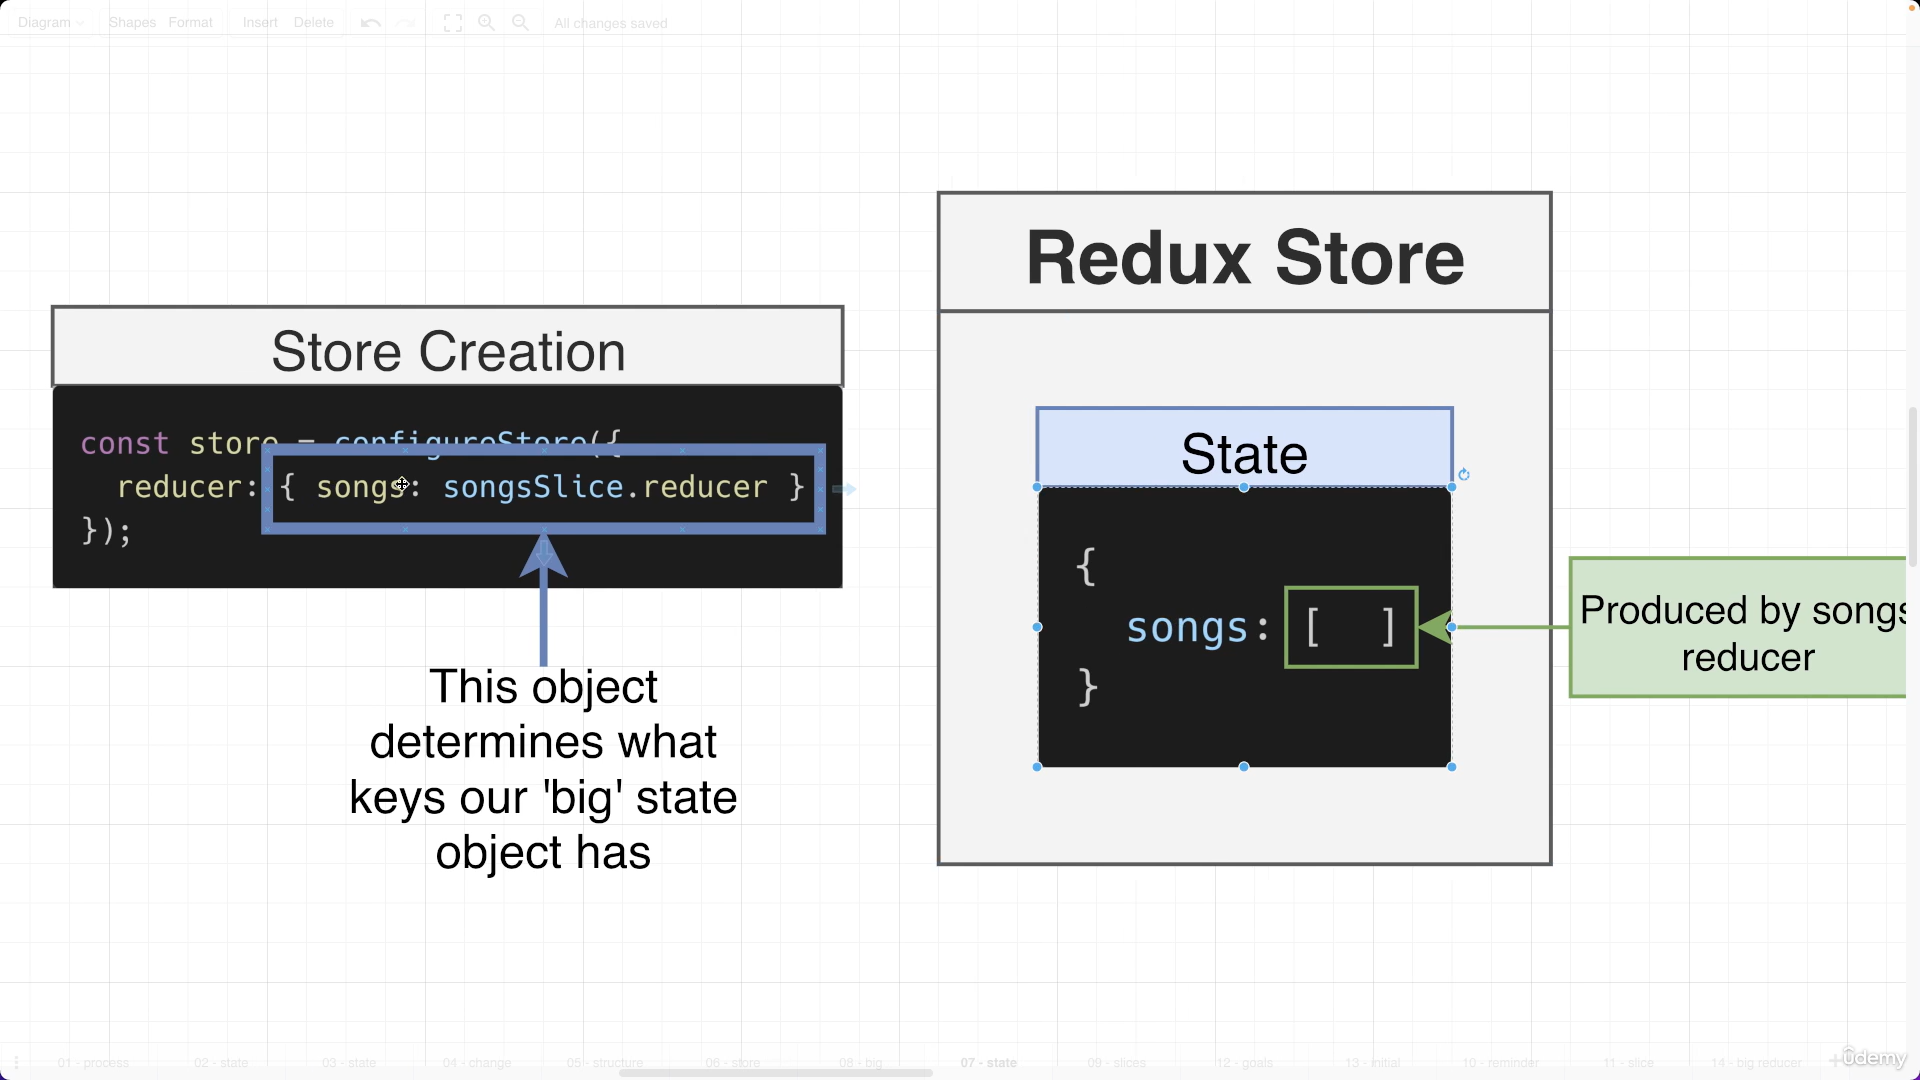 Diagram Shapes Format Insert Delete All changes saved
Redux Store
Store Creation
const store = configureStore({
reducer: { songs: songsSlice.reducer }
});
State
{
songs: [ ]
}
Produced by songs
reducer
This object
determines what
keys our 'big' state
object has
01 - process 02 - state 03 - state 04 - change 05 - structure 06 - store 08 - big 07 - state 09 - slices 12 - goals 13 - initial 10 - reminder 11 - slice 14 - big reducer
ûdemy